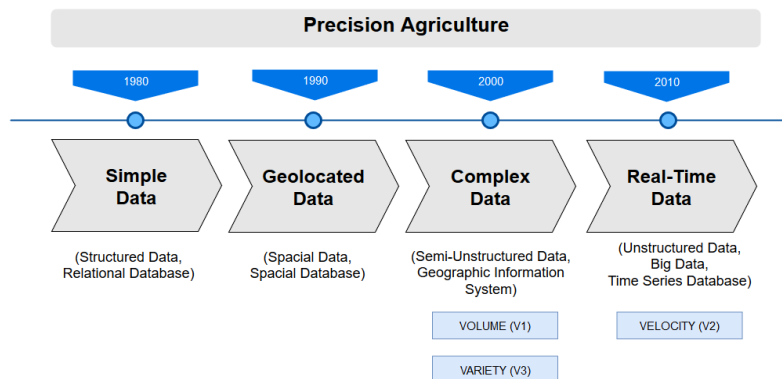 Precision Agriculture
1980
1990
2000
2010
Simple
Data
Geolocated
Data
Complex
Data
Real-Time
Data
(Structured Data,
Relational Database)
(Spacial Data,
Spacial Database)
(Semi-Unstructured Data,
Geographic Information
System)
(Unstructured Data,
Big Data,
Time Series Database)
VOLUME (V1)
VELOCITY (V2)
VARIETY (V3)